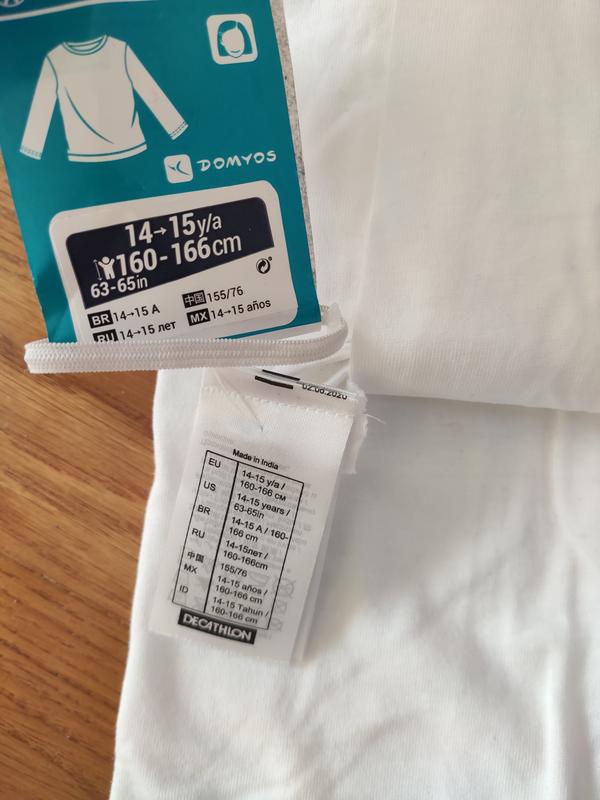 DOMYOS
14→15y/a
160-166cm
63-65in
BR 14→15 A
中国 155/76
RU 14→15 лет
MX 14→15 años
02.06.2020
Made in India
EU 14-15 y/a / 160-166 см
US 14-15 years / 63-65in
BR 14-15 A / 160-166 cm
RU 14-15лет / 160-166cm
中国 155/76
MX 14-15 años / 160-166 cm
ID 14-15 Tahun / 160-166 cm
DECATHLON